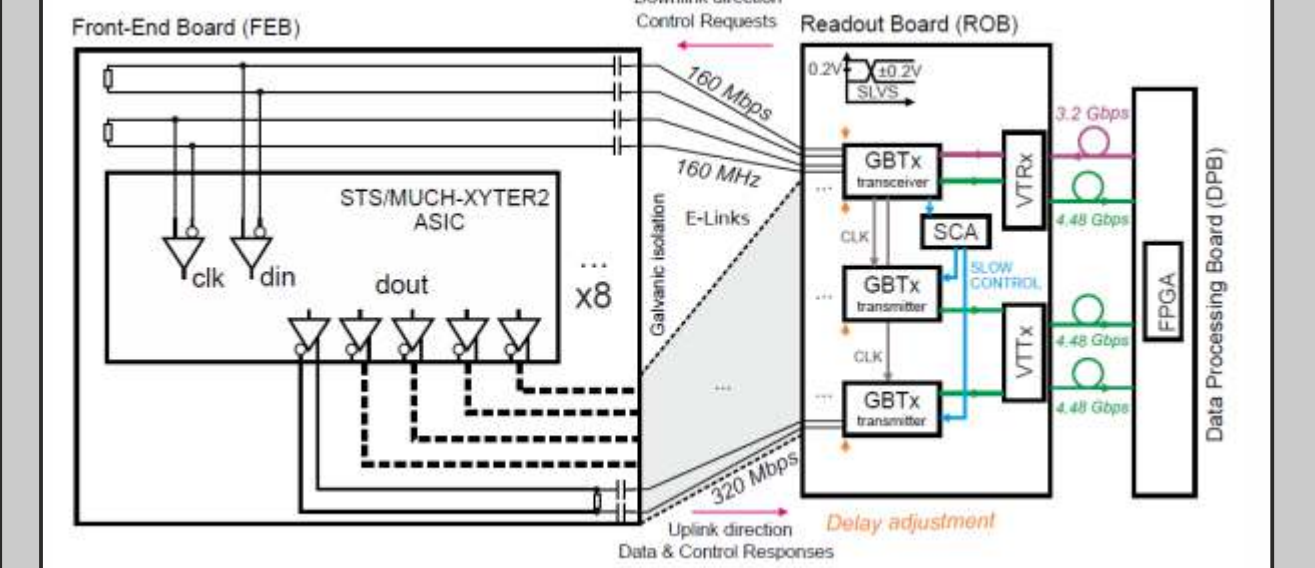 Downlink direction
Control Requests
Front-End Board (FEB)
Readout Board (ROB)
0.2V
±0.2V
SLVS
160 Mbps
160 MHz
E-Links
Galvanic isolation
STS/MUCH-XYTER2
ASIC
clk
din
dout
...
x8
GBTx
transceiver
...
VTRx
3.2 Gbps
4.48 Gbps
CLK
SCA
SLOW
CONTROL
GBTx
transmitter
...
CLK
VTTx
4.48 Gbps
4.48 Gbps
GBTx
transmitter
...
...
FPGA
Data Processing Board (DPB)
320 Mbps
Uplink direction
Data & Control Responses
Delay adjustment